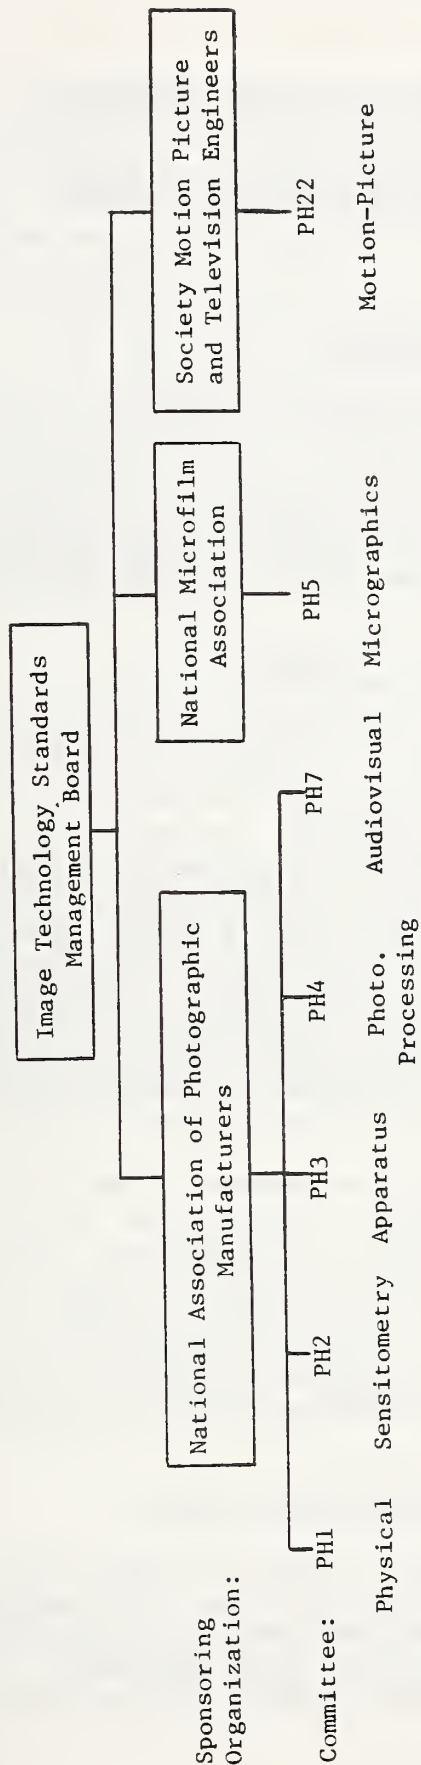 Image Technology Standards
Management Board
Sponsoring
Organization:
National Association of Photographic
Manufacturers
National Microfilm
Association
Society Motion Picture
and Television Engineers
Committee:
PH1
PH2
PH3
PH4
PH7
PH5
PH22
Physical
Sensitometry
Apparatus
Photo.
Processing
Audiovisual
Micrographics
Motion-Picture